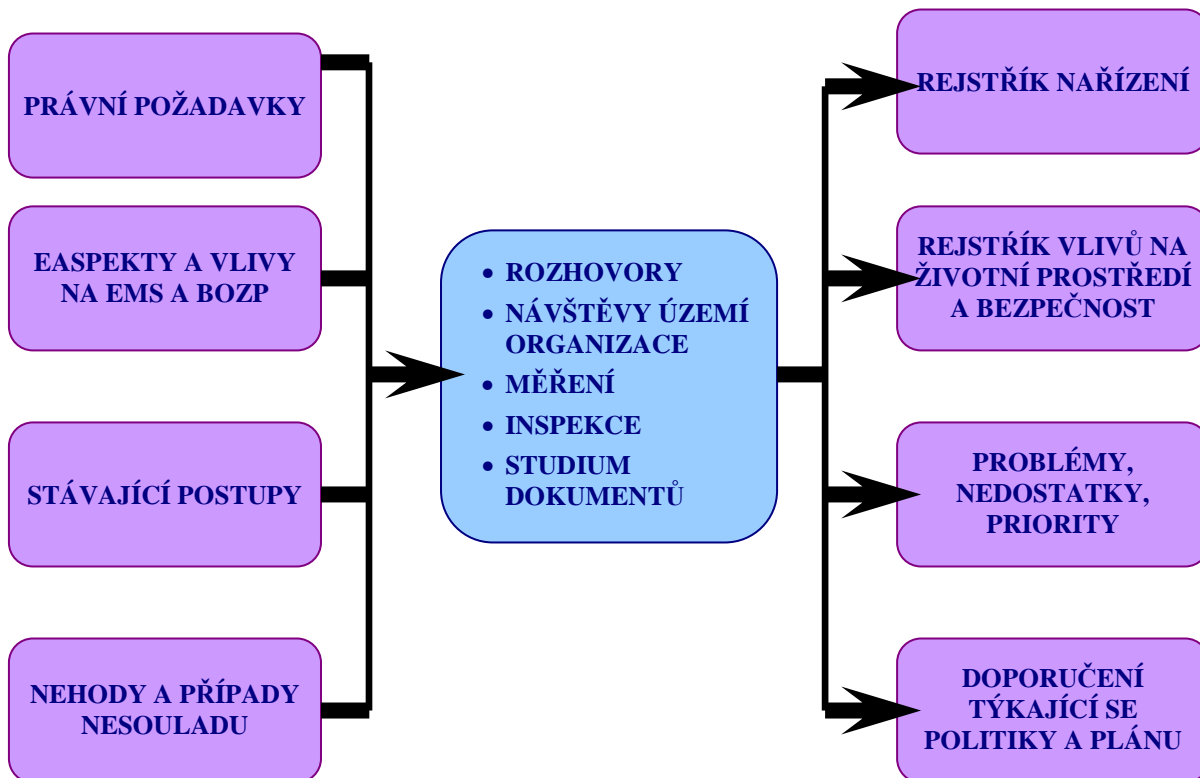 PRÁVNÍ POŽADAVKY
EASPEKTY A VLIVY
NA EMS A BOZP
STÁVAJÍCÍ POSTUPY
NEHODY A PŘÍPADY
NESOULADU
• ROZHOVORY
• NÁVŠTĚVY ÚZEMÍ
ORGANIZACE
• MĚŘENÍ
• INSPEKCE
• STUDIUM
DOKUMENTŮ
REJSTŘÍK NAŘÍZENÍ
REJSTŔÍK VLIVŮ NA
ŽIVOTNÍ PROSTŘEDÍ
A BEZPEČNOST
PROBLÉMY,
NEDOSTATKY,
PRIORITY
DOPORUČENÍ
TÝKAJÍCÍ SE
POLITIKY A PLÁNU